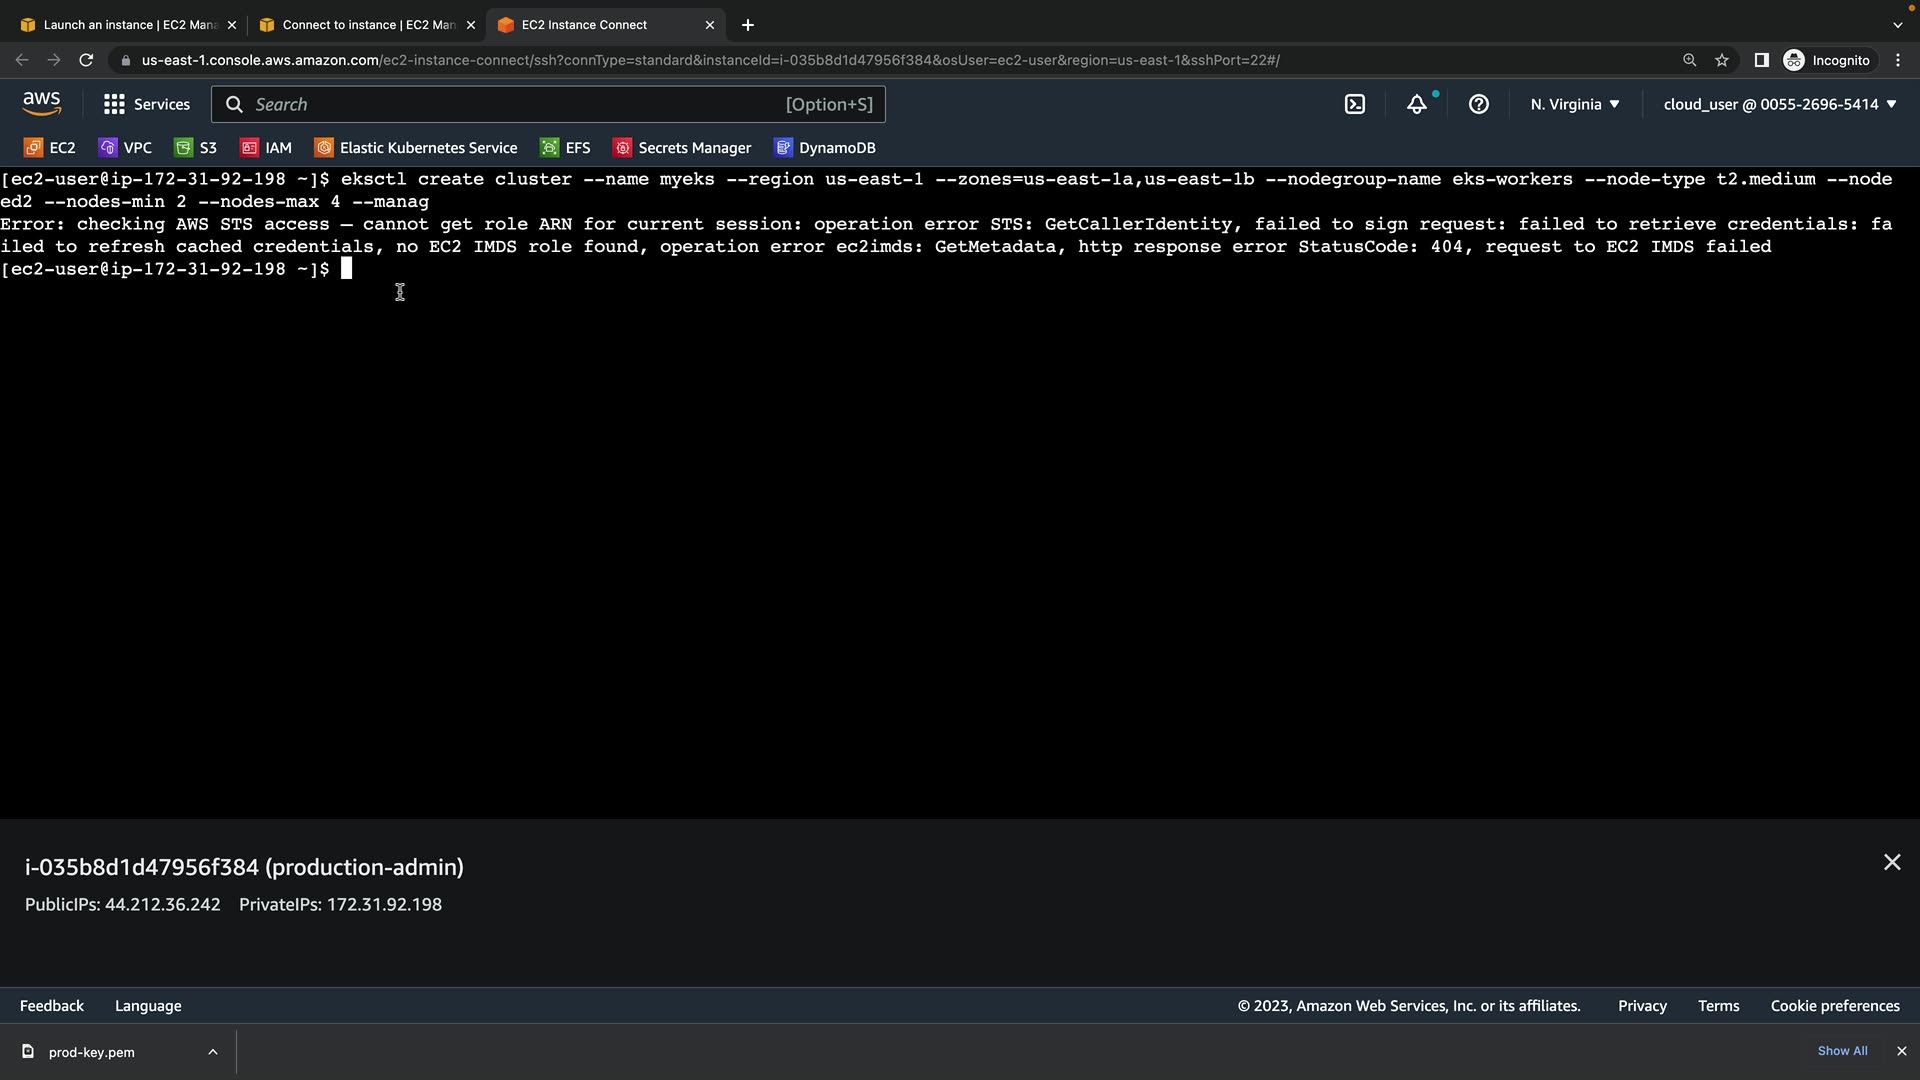 Launch an instance | EC2 Mana
Connect to instance | EC2 Man
EC2 Instance Connect
us-east-1.console.aws.amazon.com/ec2-instance-connect/ssh?connType=standard&instanceId=i-035b8d1d47956f384&osUser=ec2-user&region=us-east-1&sshPort=22#/
Incognito
aws
Services
Search
[Option+S]
N. Virginia
cloud_user @ 0055-2696-5414
EC2
VPC
S3
IAM
Elastic Kubernetes Service
EFS
Secrets Manager
DynamoDB
[ec2-user@ip-172-31-92-198 ~]$ eksctl create cluster --name myeks --region us-east-1 --zones=us-east-1a,us-east-1b --nodegroup-name eks-workers --node-type t2.medium --node
ed2 --nodes-min 2 --nodes-max 4 --manag
Error: checking AWS STS access – cannot get role ARN for current session: operation error STS: GetCallerIdentity, failed to sign request: failed to retrieve credentials: fa
iled to refresh cached credentials, no EC2 IMDS role found, operation error ec2imds: GetMetadata, http response error StatusCode: 404, request to EC2 IMDS failed
[ec2-user@ip-172-31-92-198 ~]$
i-035b8d1d47956f384 (production-admin)
PublicIPs: 44.212.36.242 PrivateIPs: 172.31.92.198
Feedback
Language
© 2023, Amazon Web Services, Inc. or its affiliates.
Privacy
Terms
Cookie preferences
prod-key.pem
Show All